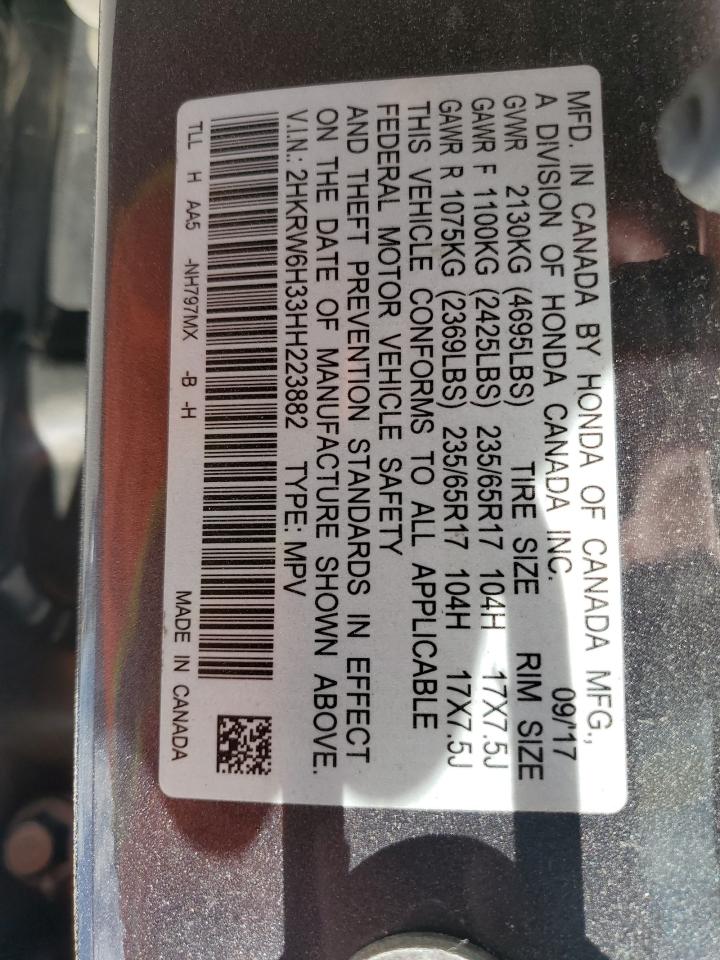 MFD. IN CANADA BY HONDA OF CANADA MFG.,
A DIVISION OF HONDA CANADA INC. 09/'17
GVWR 2130KG (4695LBS) TIRE SIZE RIM SIZE
GAWR F 1100KG (2425LBS) 235/65R17 104H 17X7.5J
GAWR R 1075KG (2369LBS) 235/65R17 104H 17X7.5J
THIS VEHICLE CONFORMS TO ALL APPLICABLE
FEDERAL MOTOR VEHICLE SAFETY
AND THEFT PREVENTION STANDARDS IN EFFECT
ON THE DATE OF MANUFACTURE SHOWN ABOVE.
V.I.N.: 2HKRW6H33HH223882 TYPE: MPV
TLL H AA5 -NH797MX -B -H MADE IN CANADA